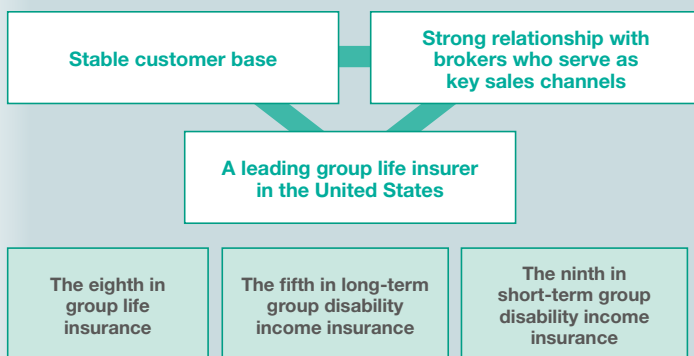 Stable customer base
Strong relationship with
brokers who serve as
key sales channels
A leading group life insurer
in the United States
The eighth in
group life
insurance
The fifth in long-term
group disability
income insurance
The ninth in
short-term group
disability income
insurance